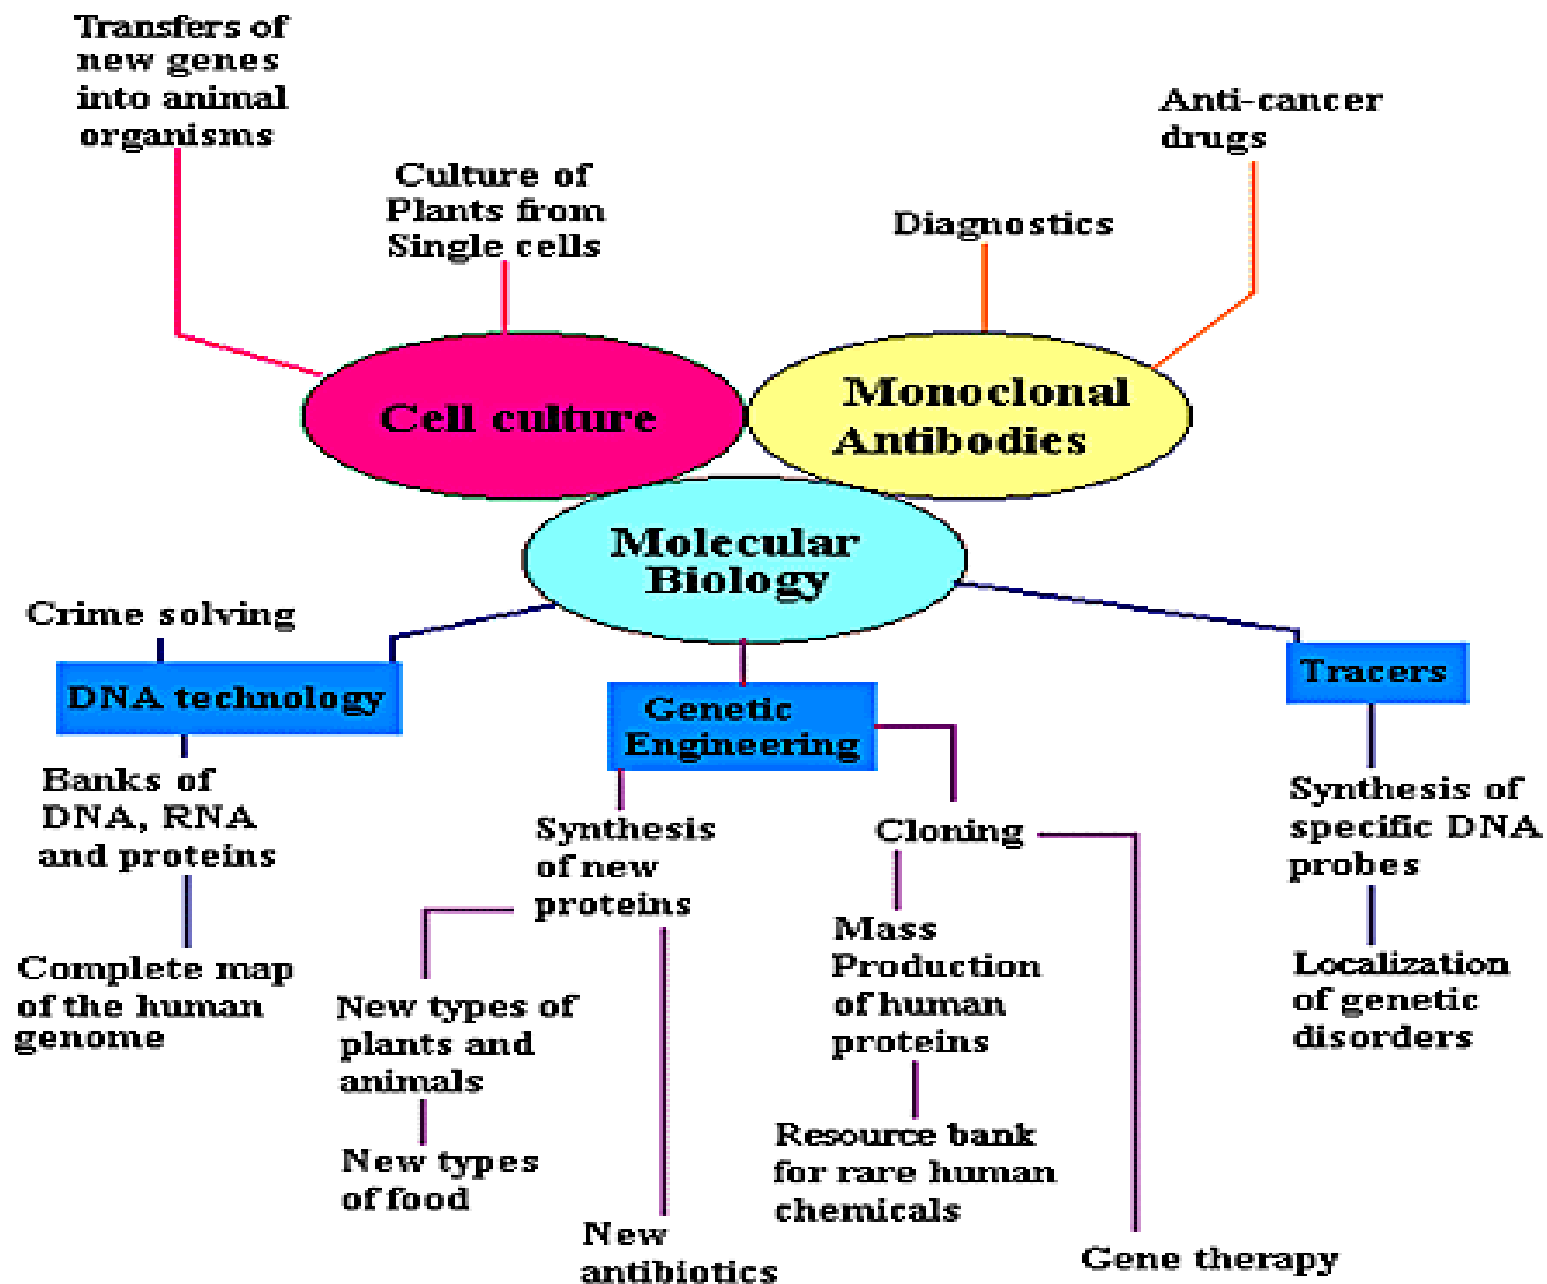 Transfers of
new genes
into animal
organisms
Culture of
Plants from
Single cells
Diagnostics
Anti-cancer
drugs
Cell culture
Monoclonal
Antibodies
Molecular
Biology
Crime solving
DNA technology
Banks of
DNA, RNA
and proteins
Complete map
of the human
genome
Genetic
Engineering
Synthesis
of new
proteins
New types of
plants and
animals
New types
of food
New
antibiotics
Cloning
Mass
Production
of human
proteins
Resource bank
for rare human
chemicals
Gene therapy
Tracers
Synthesis of
specific DNA
probes
Localization
of genetic
disorders